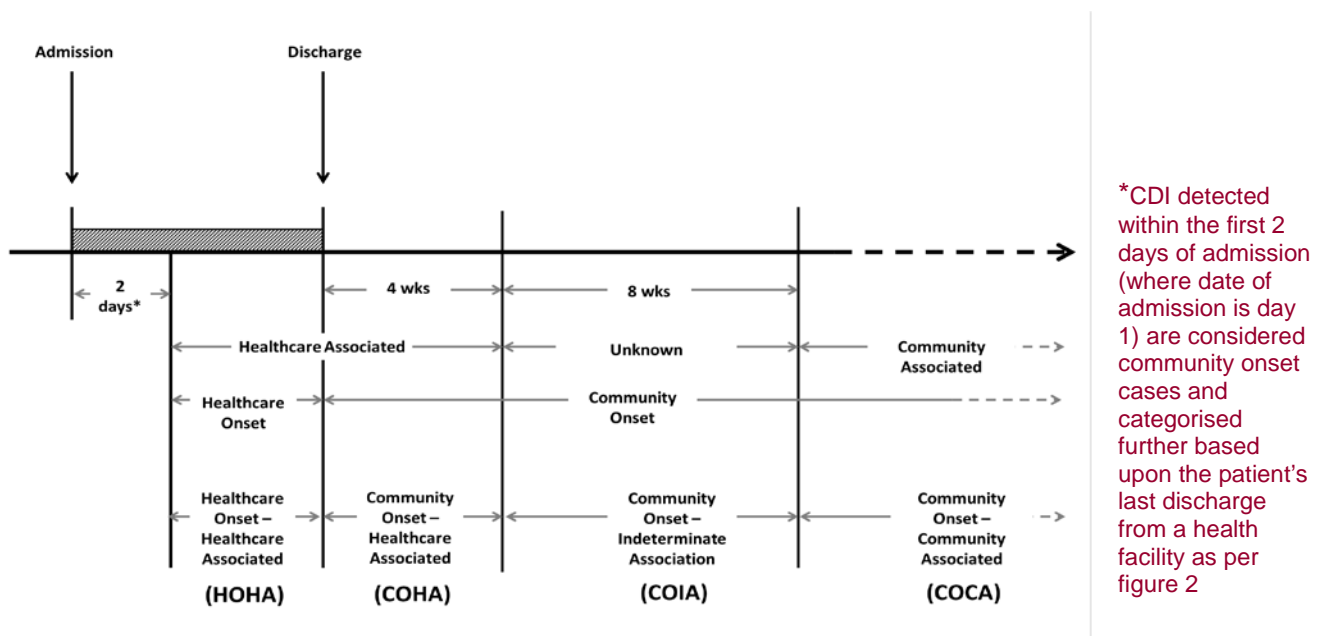 Admission
Discharge
2
days*
4 wks
8 wks
Healthcare Associated
Unknown
Community
Associated
Healthcare
Onset
Community
Onset
Healthcare
Onset –
Healthcare
Associated
Community
Onset –
Healthcare
Associated
Community
Onset –
Indeterminate
Association
Community
Onset –
Community
Associated
(HOHA)
(COHA)
(COIA)
(COCA)
*CDI detected
within the first 2
days of admission
(where date of
admission is day
1) are considered
community onset
cases and
categorised
further based
upon the patient's
last discharge
from a health
facility as per
figure 2